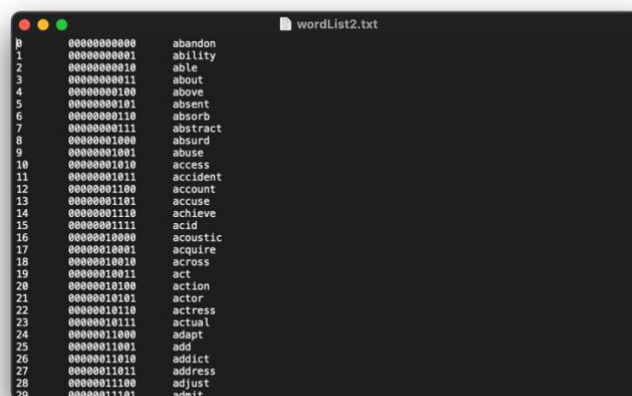 wordList2.txt
0 00000000000 abandon
1 00000000001 ability
2 00000000010 able
3 00000000011 about
4 00000000100 above
5 00000000101 absent
6 00000000110 absorb
7 00000000111 abstract
8 00000001000 absurd
9 00000001001 abuse
10 00000001010 access
11 00000001011 accident
12 00000001100 account
13 00000001101 accuse
14 00000001110 achieve
15 00000001111 acid
16 00000010000 acoustic
17 00000010001 acquire
18 00000010010 across
19 00000010011 act
20 00000010100 action
21 00000010101 actor
22 00000010110 actress
23 00000010111 actual
24 00000011000 adapt
25 00000011001 add
26 00000011010 addict
27 00000011011 address
28 00000011100 adjust
29 00000011101 admit